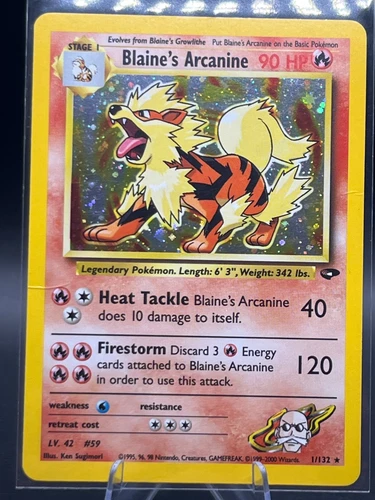 Evolves from Blaine's Growlithe Put Blaine's Arcanine on the Basic Pokémon
STAGE 1
Blaine's Arcanine 90 HP
Legendary Pokémon. Length: 6' 3", Weight: 342 lbs.
Heat Tackle Blaine's Arcanine
does 10 damage to itself.
40
Firestorm Discard 3 Energy
cards attached to Blaine's Arcanine
in order to use this attack.
120
weakness resistance
retreat cost
LV. 42 #59
Illus. Ken Sugimori ©1995, 96, 98 Nintendo, Creatures, GAMEFREAK. ©1999-2000 Wizards. 1/132 ★